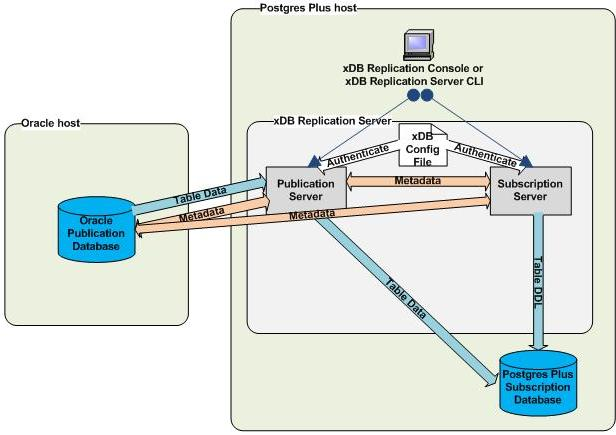 Postgres Plus host
xDB Replication Console or
xDB Replication Server CLI
Oracle host
xDB Replication Server
xDB
Config
File
Authenticate
Authenticate
Publication
Server
Metadata
Subscription
Server
Table Data
Metadata
Metadata
Oracle
Publication
Database
Table Data
Table DDL
Postgres Plus
Subscription
Database